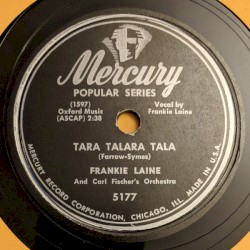 Mercury
POPULAR SERIES
(1597)
Oxford Music
(ASCAP) 2:38
Vocal by
Frankie Laine
TARA TALARA TALA
(Farrow-Symes)
FRANKIE LAINE
And Carl Fischer's Orchestra
5177
MERCURY RECORD CORPORATION, CHICAGO, ILL. MADE IN U.S.A.